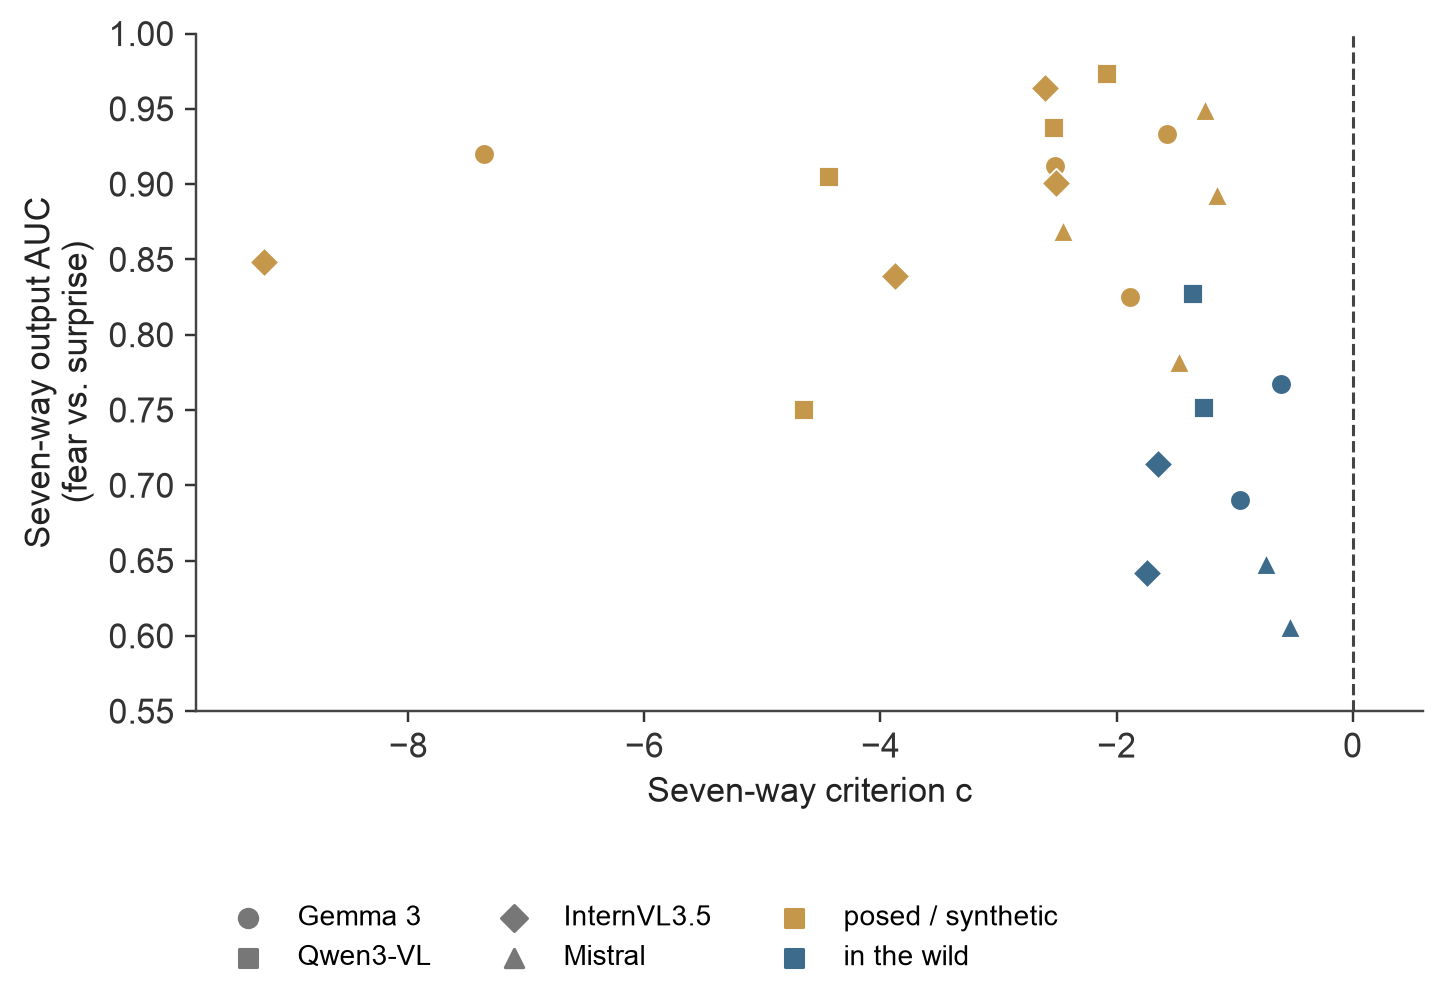 1.00
0.95
0.90
0.85
0.80
0.75
0.70
0.65
0.60
0.55
Seven-way output AUC
(fear vs. surprise)
−8
−6
−4
−2
0
Seven-way criterion c
Gemma 3
InternVL3.5
posed / synthetic
Qwen3-VL
Mistral
in the wild